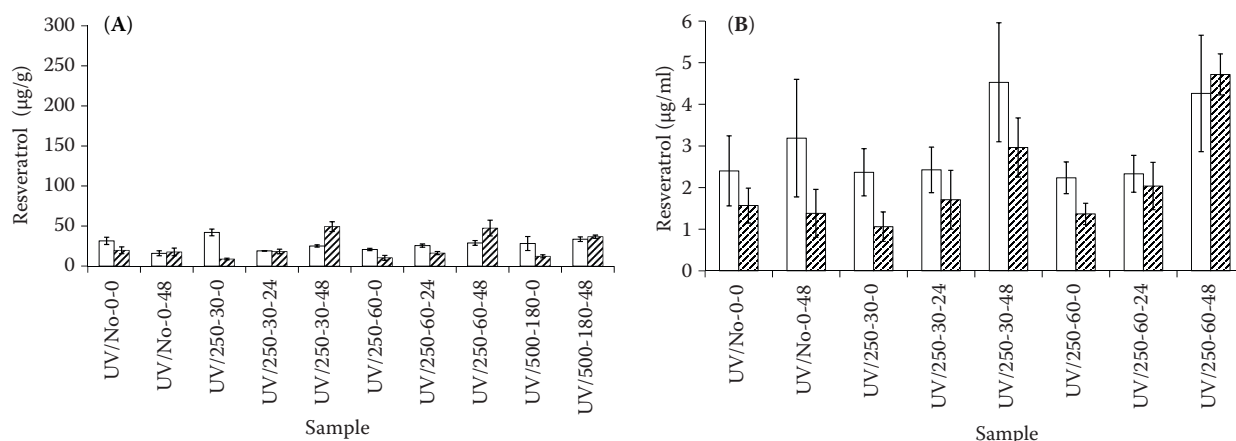 (A)
Resveratrol (µg/g)
300
250
200
150
100
50
0
UV/No-0-0
UV/No-0-48
UV/250-30-0
UV/250-30-24
UV/250-30-48
UV/250-60-0
UV/250-60-24
UV/250-60-48
UV/500-180-0
UV/500-180-48
Sample
(B)
Resveratrol (µg/ml)
6
5
4
3
2
1
0
UV/No-0-0
UV/No-0-48
UV/250-30-0
UV/250-30-24
UV/250-30-48
UV/250-60-0
UV/250-60-24
UV/250-60-48
Sample